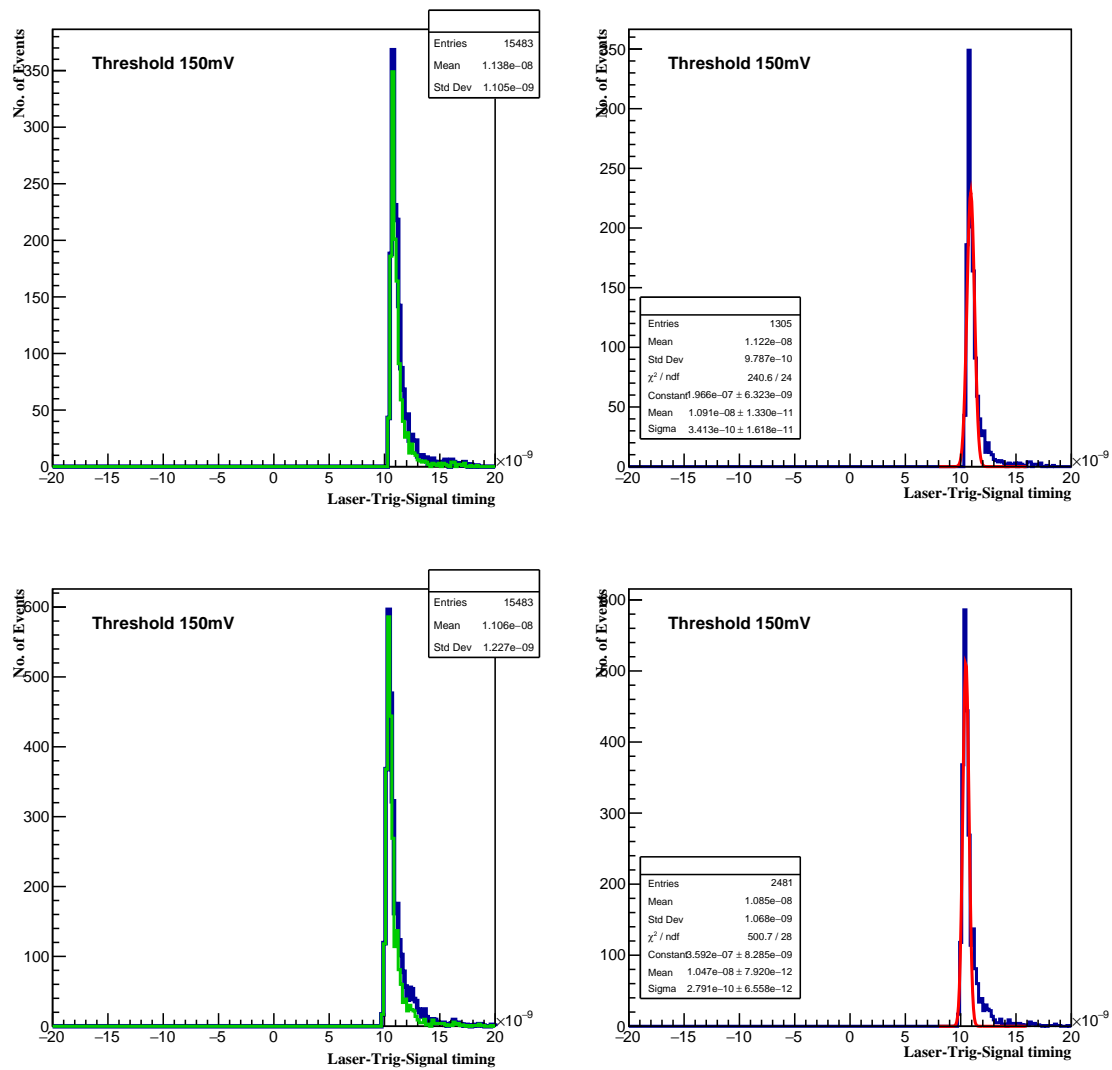 Threshold 150mV
Entries 15483
Mean 1.138e−08
Std Dev 1.105e−09
No. of Events
350
300
250
200
150
100
50
0
−20 −15 −10 −5 0 5 10 15 20
×10−9
Laser-Trig-Signal timing
Threshold 150mV
No. of Events
350
300
250
200
150
100
50
0
Entries 1305
Mean 1.122e−08
Std Dev 9.787e−10
χ2 / ndf 240.6 / 24
Constant 1.966e−07 ± 6.323e−09
Mean 1.091e−08 ± 1.330e−11
Sigma 3.413e−10 ± 1.618e−11
−20 −15 −10 −5 0 5 10 15 20
×10−9
Laser-Trig-Signal timing
Threshold 150mV
Entries 15483
Mean 1.106e−08
Std Dev 1.227e−09
No. of Events
600
500
400
300
200
100
0
−20 −15 −10 −5 0 5 10 15 20
×10−9
Laser-Trig-Signal timing
Threshold 150mV
No. of Events
600
500
400
300
200
100
0
Entries 2481
Mean 1.085e−08
Std Dev 1.068e−09
χ2 / ndf 500.7 / 28
Constant 3.592e−07 ± 8.285e−09
Mean 1.047e−08 ± 7.920e−12
Sigma 2.791e−10 ± 6.558e−12
−20 −15 −10 −5 0 5 10 15 20
×10−9
Laser-Trig-Signal timing